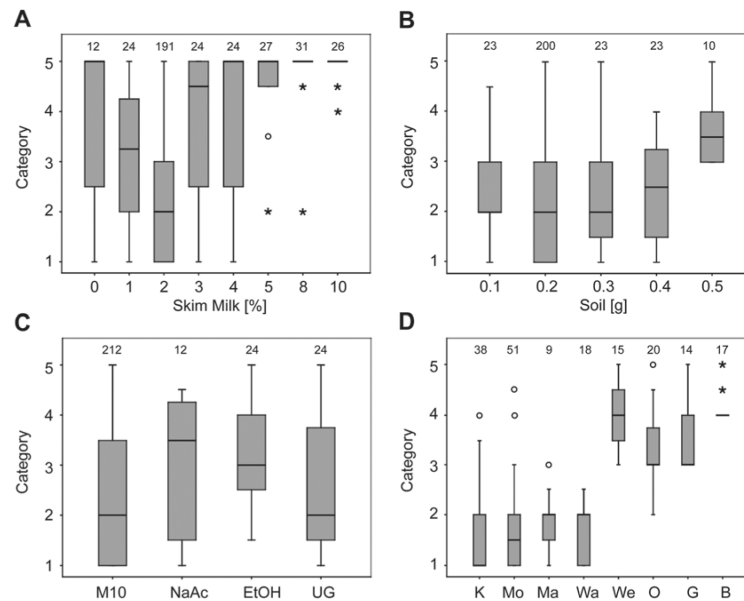 A
12 24 191 24 24 27 31 26
5
4
3
2
1
Category
0 1 2 3 4 5 8 10
Skim Milk [%]
B
23 200 23 23 10
5
4
3
2
1
Category
0.1 0.2 0.3 0.4 0.5
Soil [g]
C
212 12 24 24
5
4
3
2
1
Category
M10 NaAc EtOH UG
D
38 51 9 18 15 20 14 17
5
4
3
2
1
Category
K Mo Ma Wa We O G B